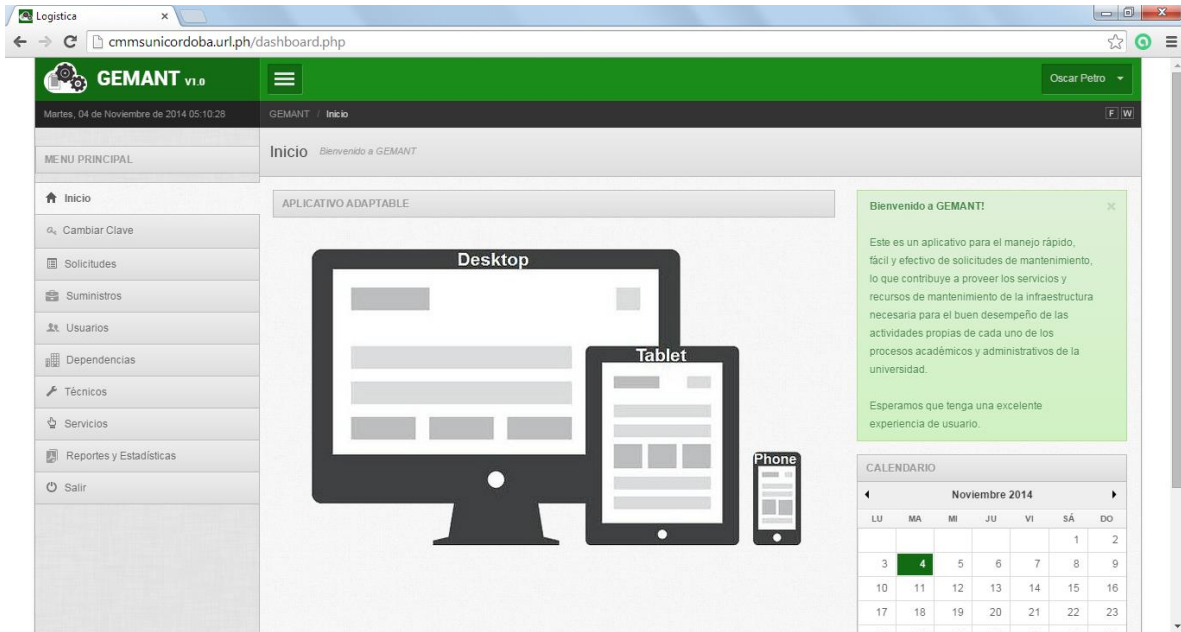 Logistica
cmmsunicordoba.url.ph/dashboard.php
GEMANT V1.0
Oscar Petro
Martes, 04 de Noviembre de 2014 05:10:28
GEMANT / Inicio
F W
MENU PRINCIPAL
Inicio
Cambiar Clave
Solicitudes
Suministros
Usuarios
Dependencias
Técnicos
Servicios
Reportes y Estadísticas
Salir
Inicio Bienvenido a GEMANT
APLICATIVO ADAPTABLE
Desktop
Tablet
Phone
Bienvenido a GEMANT!
Este es un aplicativo para el manejo rápido,
fácil y efectivo de solicitudes de mantenimiento,
lo que contribuye a proveer los servicios y
recursos de mantenimiento de la infraestructura
necesaria para el buen desempeño de las
actividades propias de cada uno de los
procesos académicos y administrativos de la
universidad.
Esperamos que tenga una excelente
experiencia de usuario.
CALENDARIO
Noviembre 2014
LU MA MI JU VI SÁ DO
1 2
3 4 5 6 7 8 9
10 11 12 13 14 15 16
17 18 19 20 21 22 23